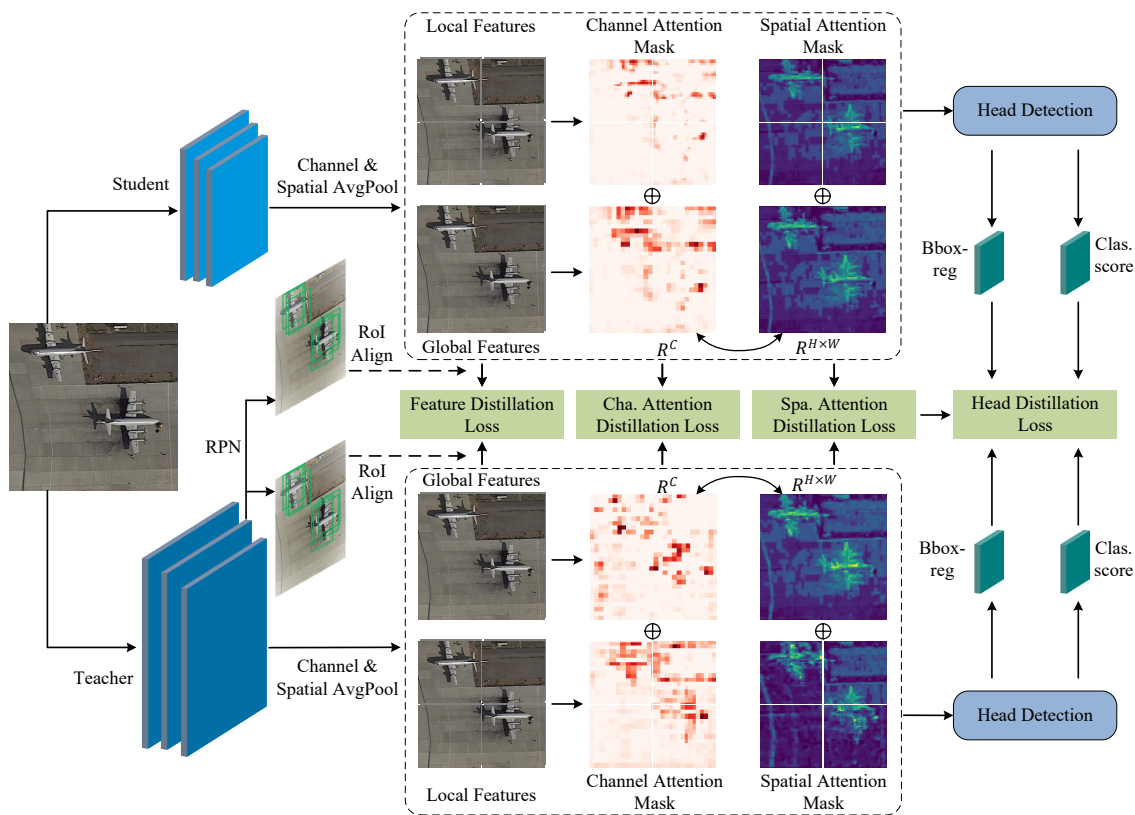 Local Features
Channel Attention
Mask
Spatial Attention
Mask
Head Detection
Student
Channel &
Spatial AvgPool
Bbox-
reg
Clas.
score
RoI
Align
Global Features
R^C
R^{H×W}
Feature Distillation
Loss
Cha. Attention
Distillation Loss
Spa. Attention
Distillation Loss
Head Distillation
Loss
RPN
RoI
Align
Global Features
R^C
R^{H×W}
Bbox-
reg
Clas.
score
Teacher
Channel &
Spatial AvgPool
Head Detection
Local Features
Channel Attention
Mask
Spatial Attention
Mask